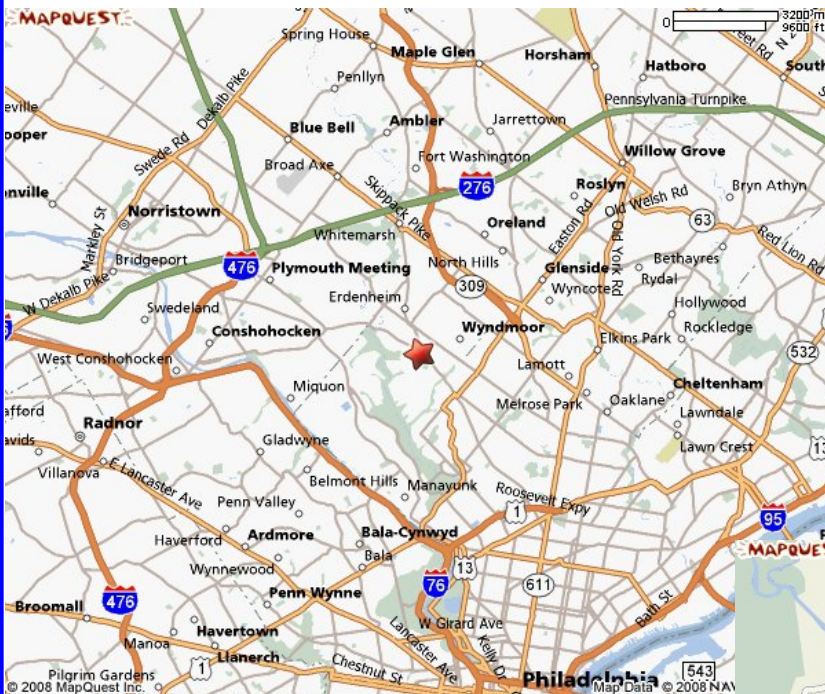 MAPQUEST
3200 m
0
9600 ft
Spring House
Maple Glen
Horsham
Hatboro
Penllyn
Dekalb Pike
Pennsylvania Turnpike
Ambler
Jarrettown
Blue Bell
Swede Rd
Fort Washington
Willow Grove
Broad Axe
276
Roslyn
Bryn Athyn
Skippack Pike
Old Welsh Rd
Norristown
Markley St
Oreland
Easton Rd
63
Whitemarsh
Old York Rd
Red Lion Rd
Bridgeport
476
Plymouth Meeting
North Hills
Glenside
Bethayres
Rydal
309
Wyncote
W Dekalb Pike
Erdenheim
Hollywood
Swedeland
Conshohocken
Wyndmoor
Rockledge
Elkins Park
532
West Conshohocken
Lamott
Miquon
Cheltenham
Melrose Park
Oaklane
Radnor
Lawndale
Gladwyne
Lawn Crest
Villanova
E Lancaster Ave
Belmont Hills
Manayunk
Roosevelt Expy
Penn Valley
1
95
Haverford
Ardmore
Bala-Cynwyd
MAPQUEST
Wynnewood
Bala
13
76
611
476
Penn Wynne
Broomall
W Girard Ave
Bath St
Manoa
Havertown
Lancaster Ave
Kelly Dr
Llanerch
1
Chestnut St
Pilgrim Gardens
Philadelphia
543
© 2008 MapQuest Inc.
Map Data © 2008 NAV